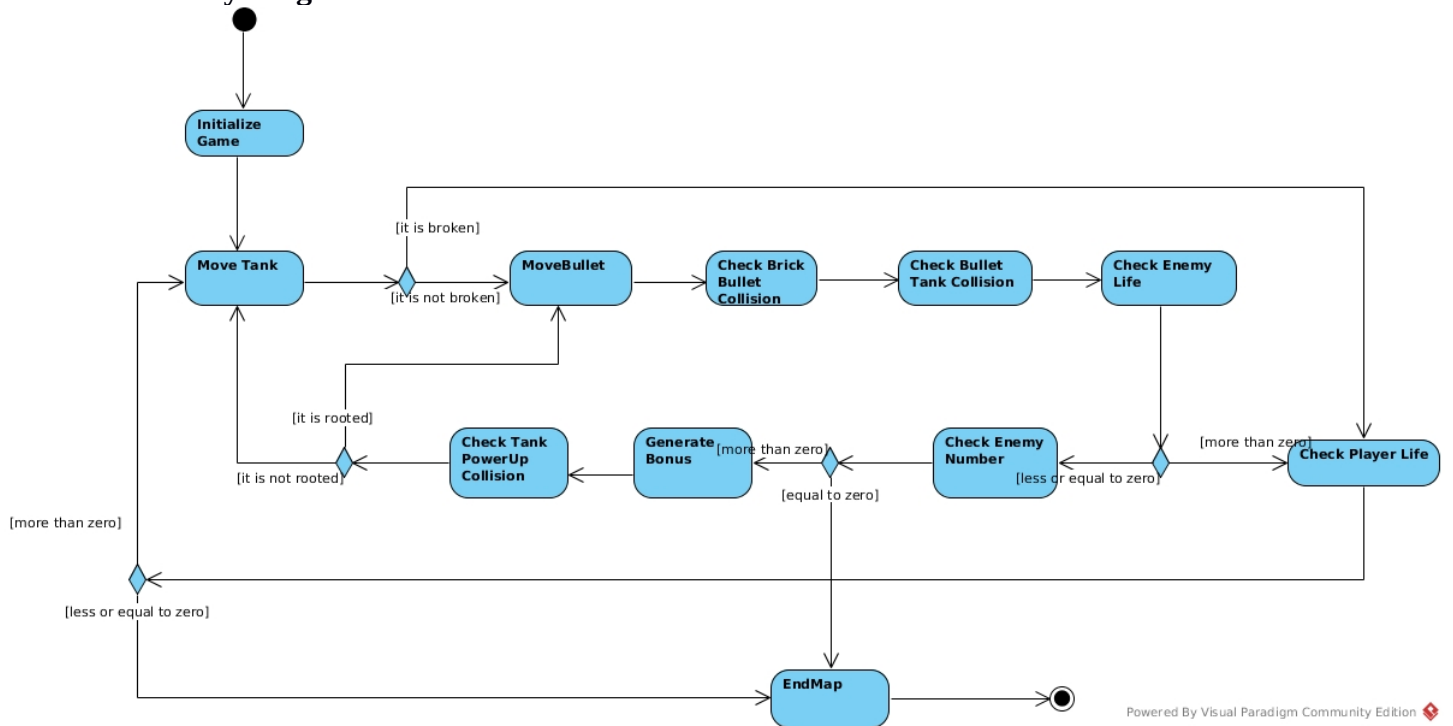 Initialize
Game
[it is broken]
Move Tank
MoveBullet
Check Brick
Bullet
Collision
Check Bullet
Tank Collision
Check Enemy
Life
[it is not broken]
[it is rooted]
Check Tank
PowerUp
Collision
Generate
Bonus
[more than zero]
Check Enemy
Number
[more than zero]
Check Player Life
[it is not rooted]
[equal to zero]
[less or equal to zero]
[more than zero]
[less or equal to zero]
EndMap
Powered By Visual Paradigm Community Edition